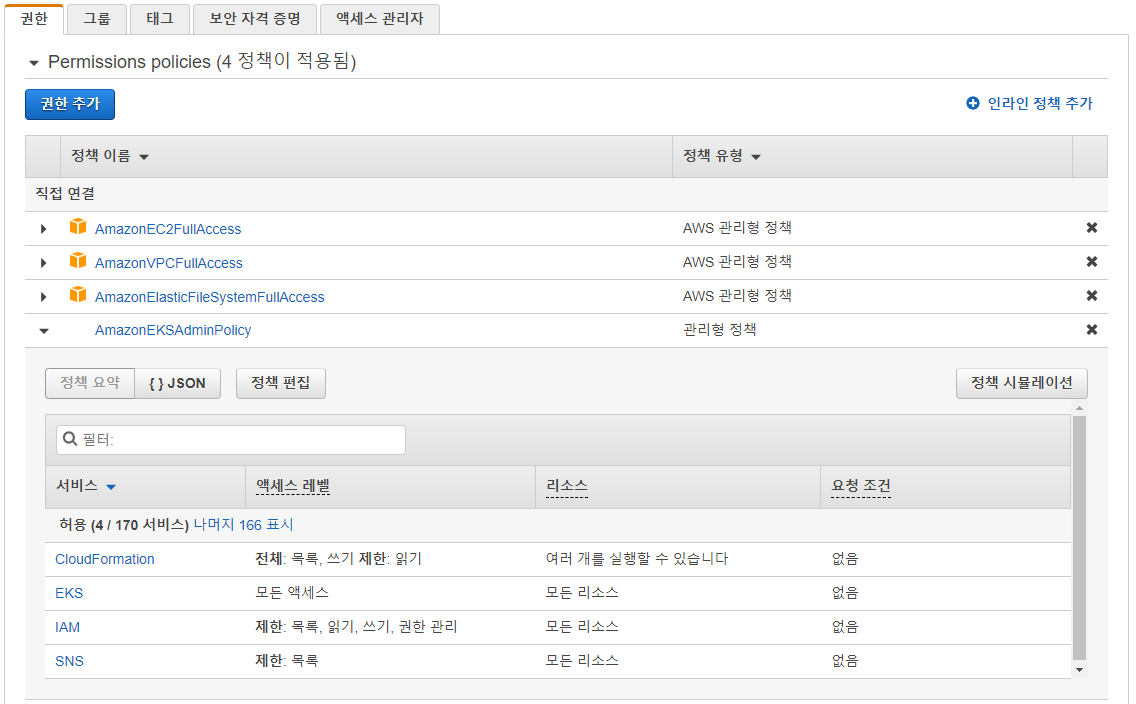 권한 그룹 태그 보안 자격 증명 액세스 관리자
Permissions policies (4 정책이 적용됨)
권한 추가 인라인 정책 추가
정책 이름 정책 유형
직접 연결
AmazonEC2FullAccess AWS 관리형 정책
AmazonVPCFullAccess AWS 관리형 정책
AmazonElasticFileSystemFullAccess AWS 관리형 정책
AmazonEKSAdminPolicy 관리형 정책
정책 요약 { } JSON 정책 편집 정책 시뮬레이션
필터:
서비스 액세스 레벨 리소스 요청 조건
허용 (4 / 170 서비스) 나머지 166 표시
CloudFormation 전체: 목록, 쓰기 제한: 읽기 여러 개를 실행할 수 있습니다 없음
EKS 모든 액세스 모든 리소스 없음
IAM 제한: 목록, 읽기, 쓰기, 권한 관리 모든 리소스 없음
SNS 제한: 목록 모든 리소스 없음